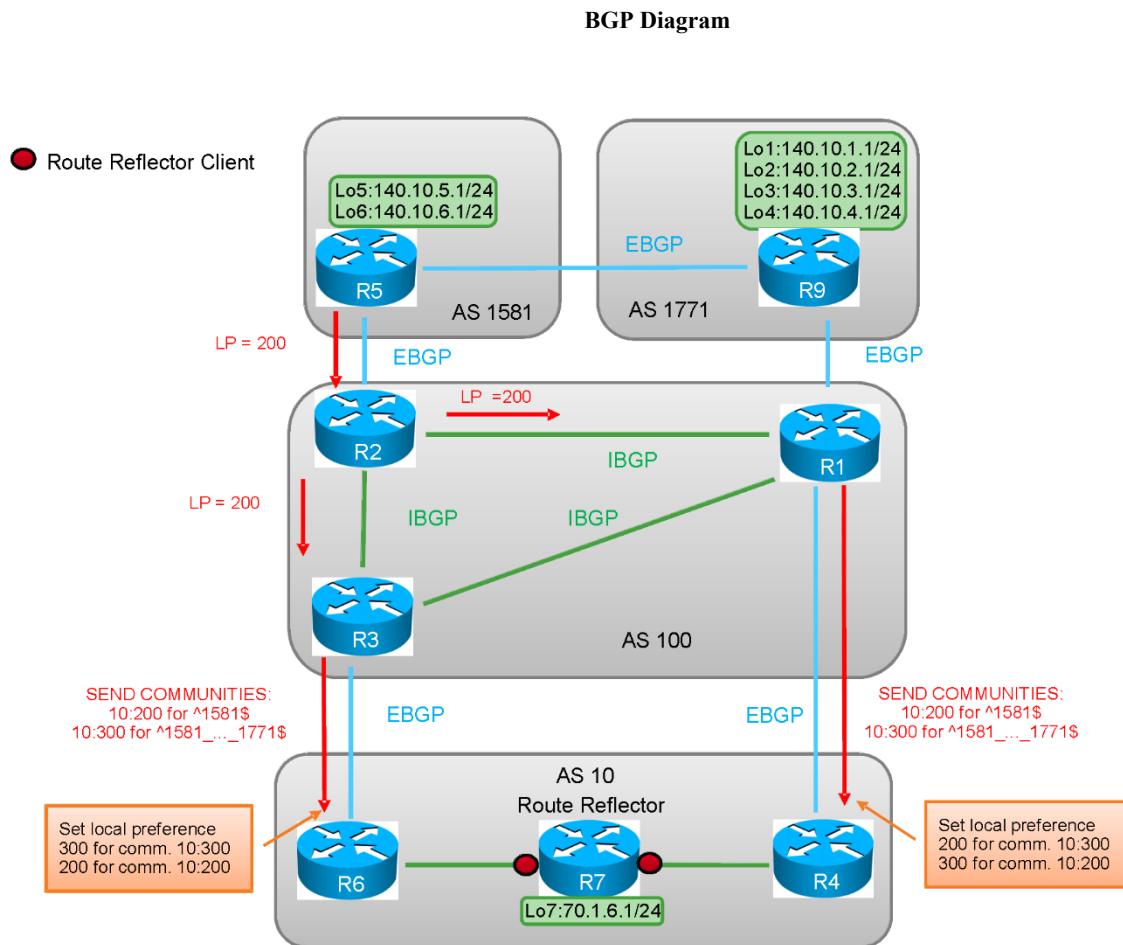 BGP Diagram
Route Reflector Client
Lo5:140.10.5.1/24
Lo6:140.10.6.1/24
R5
AS 1581
Lo1:140.10.1.1/24
Lo2:140.10.2.1/24
Lo3:140.10.3.1/24
Lo4:140.10.4.1/24
EBGP
R9
AS 1771
LP = 200
EBGP
EBGP
R2
LP =200
IBGP
R1
LP = 200
IBGP
IBGP
R3
AS 100
SEND COMMUNITIES:
10:200 for ^1581$
10:300 for ^1581_..._1771$
EBGP
EBGP
SEND COMMUNITIES:
10:200 for ^1581$
10:300 for ^1581_..._1771$
AS 10
Route Reflector
Set local preference
300 for comm. 10:300
200 for comm. 10:200
R6
R7
Lo7:70.1.6.1/24
R4
Set local preference
200 for comm. 10:300
300 for comm. 10:200